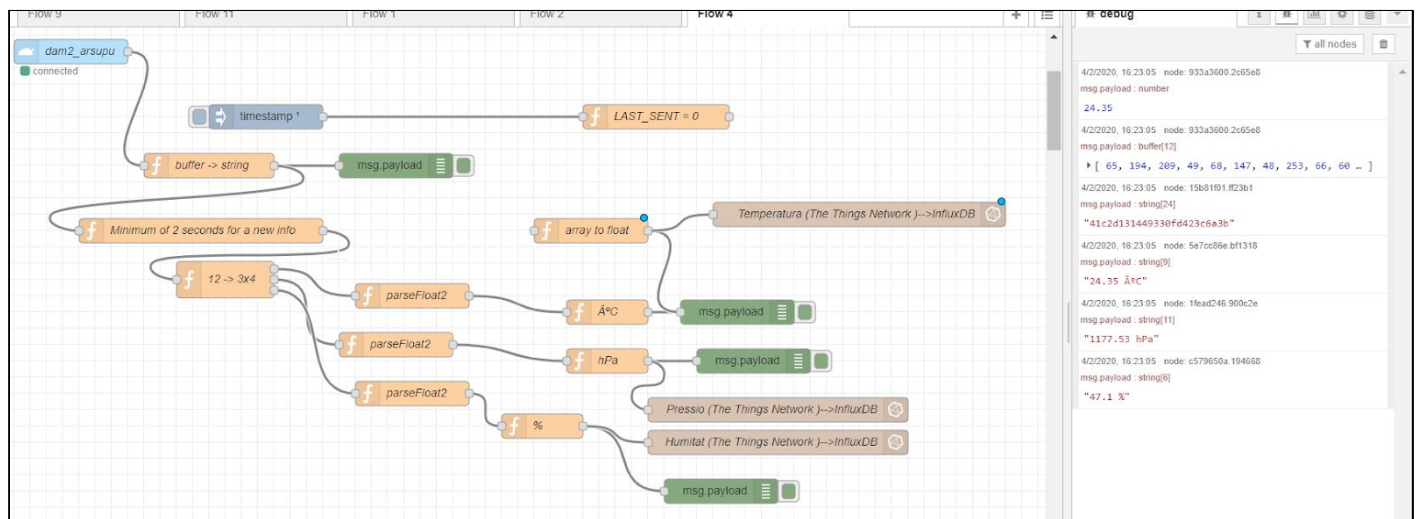 Flow 9
Flow 11
Flow 1
Flow 2
Flow 4
debug
all nodes
dam2_arsupu
connected
timestamp ¹
LAST_SENT = 0
buffer -> string
msg.payload
Minimum of 2 seconds for a new info
array to float
Temperatura (The Things Network )-->InfluxDB
12 -> 3x4
parseFloat2
ÂºC
msg.payload
parseFloat2
hPa
msg.payload
parseFloat2
Pressio (The Things Network )-->InfluxDB
%
Humitat (The Things Network )-->InfluxDB
msg.payload
4/2/2020, 16:23:05 node: 933a3600.2c65e8
msg.payload : number
24.35
4/2/2020, 16:23:05 node: 933a3600.2c65e8
msg.payload : buffer[12]
[ 65, 194, 209, 49, 68, 147, 48, 253, 66, 60 … ]
4/2/2020, 16:23:05 node: 15b81f01.ff23b1
msg.payload : string[24]
"41c2d131449330fd423c6a3b"
4/2/2020, 16:23:05 node: 5e7cc86e.bf1318
msg.payload : string[9]
"24.35 ÂºC"
4/2/2020, 16:23:05 node: 1fead246.900c2e
msg.payload : string[11]
"1177.53 hPa"
4/2/2020, 16:23:05 node: c579650a.194668
msg.payload : string[6]
"47.1 %"